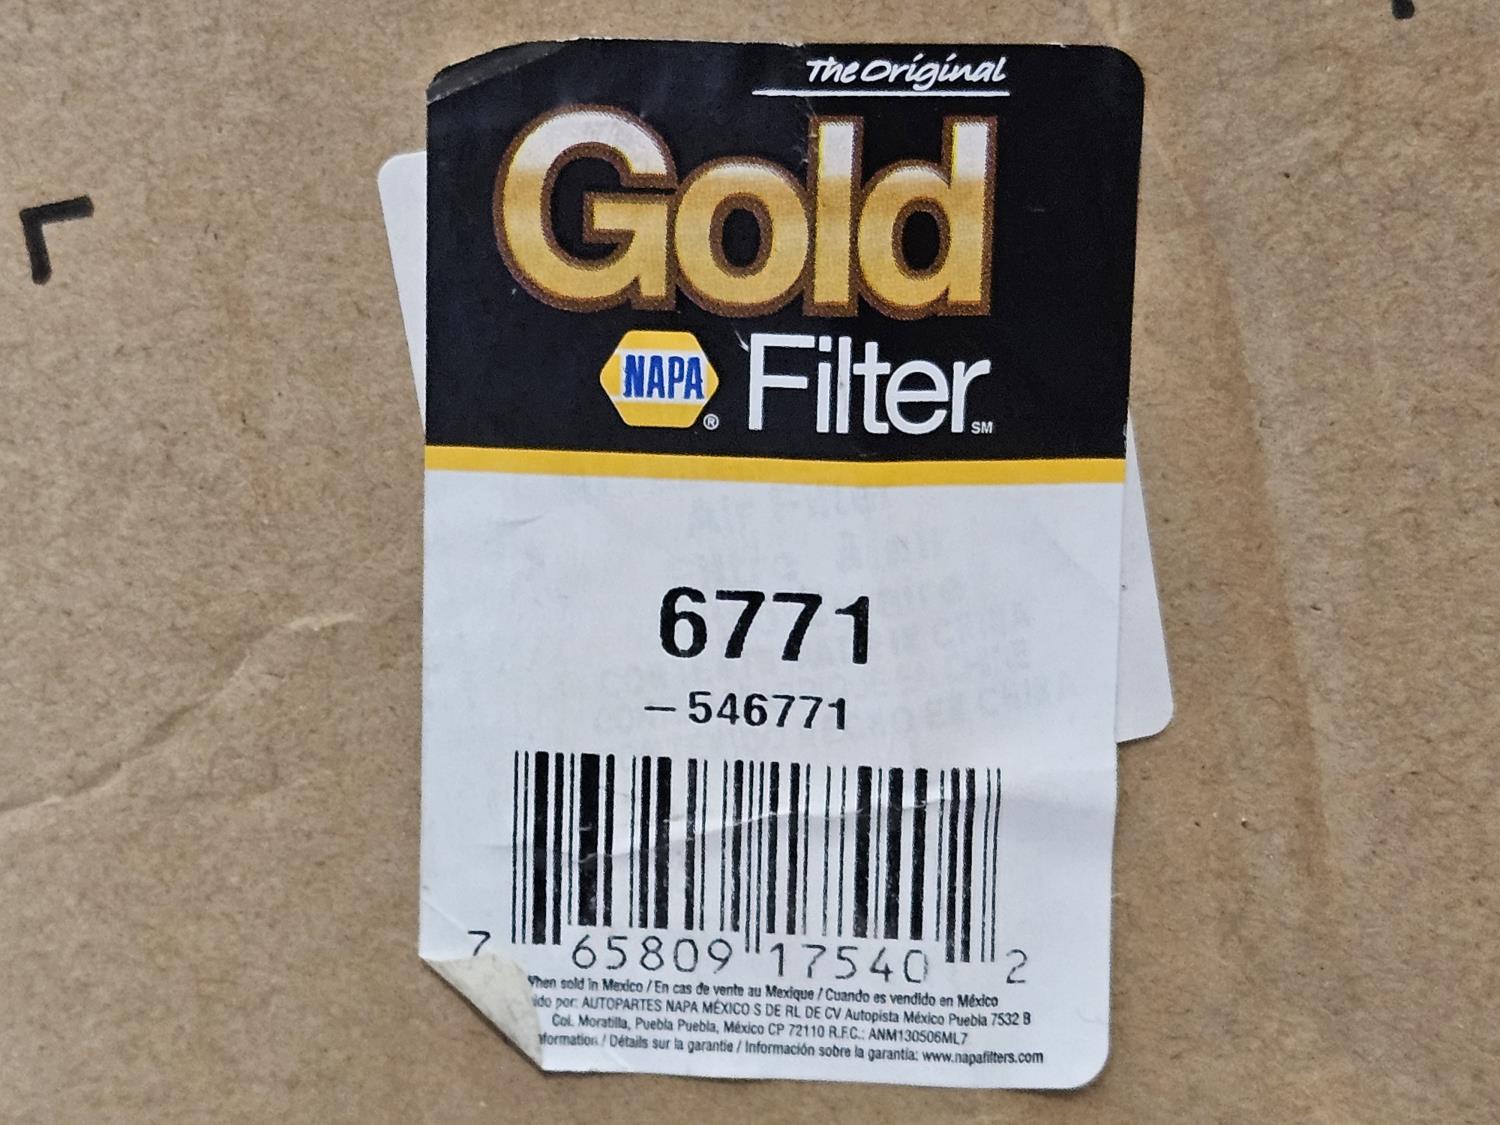 The Original
Gold
NAPA® Filter SM
6771
–546771
7 65809 17540 2
When sold in Mexico / En cas de vente au Mexique / Cuando es vendido en México
por: AUTOPARTES NAPA MÉXICO S DE RL DE CV Autopista México Puebla 7532 B
Col. Moratilla, Puebla Puebla, México CP 72110 R.F.C.: ANM130506ML7
/ Détails sur la garantie / Información sobre la garantía: www.napafilters.com